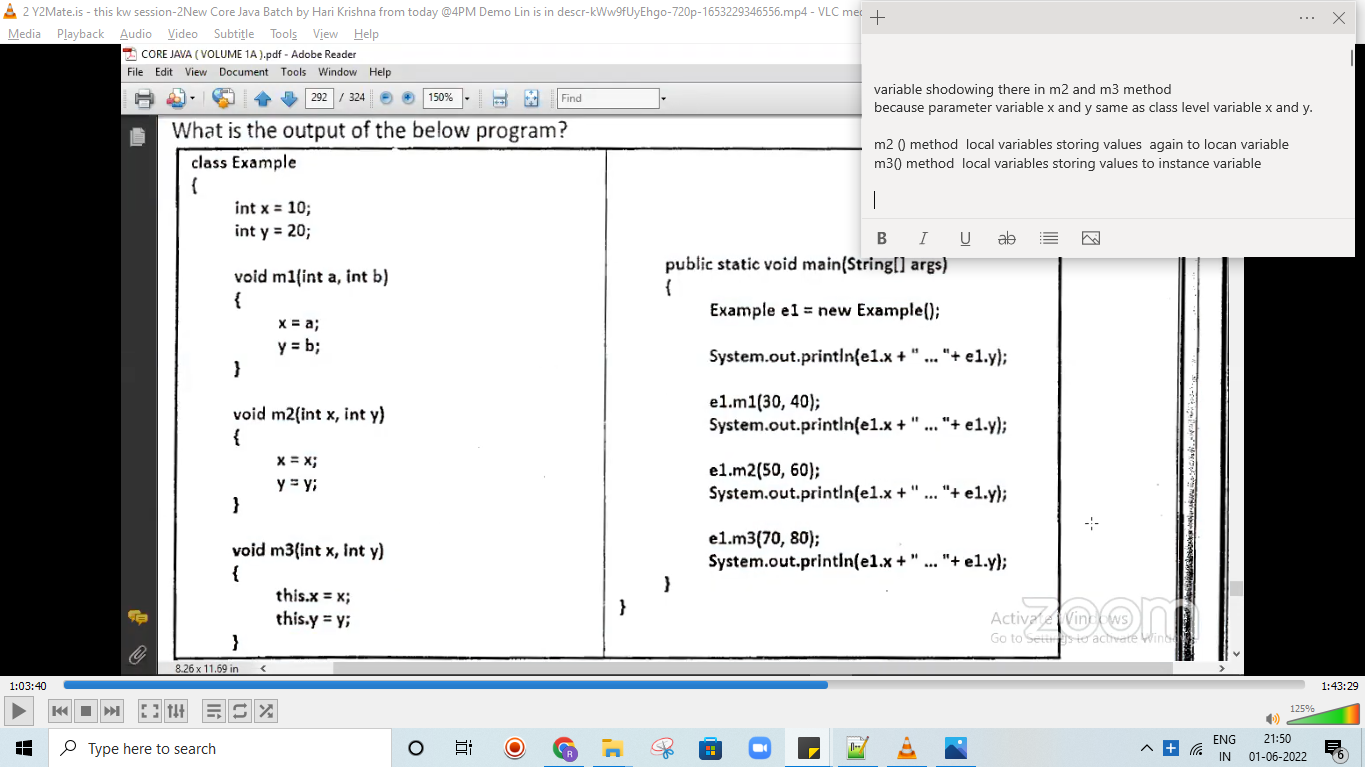 2 Y2Mate.is - this kw session-2New Core Java Batch by Hari Krishna from today @4PM Demo Lin is in descr-kWw9fUyEhgo-720p-1653229346556.mp4 - VLC med
Media Playback Audio Video Subtitle Tools View Help
CORE JAVA ( VOLUME 1A ).pdf - Adobe Reader
File Edit View Document Tools Window Help
292 / 324 150% Find
variable shodowing there in m2 and m3 method
because parameter variable x and y same as class level variable x and y.
m2 () method local variables storing values again to locan variable
m3() method local variables storing values to instance variable
B I U ab
What is the output of the below program?
class Example
{
int x = 10;
int y = 20;
void m1(int a, int b)
{
x = a;
y = b;
}
void m2(int x, int y)
{
x = x;
y = y;
}
void m3(int x, int y)
{
this.x = x;
this.y = y;
}
public static void main(String[] args)
{
Example e1 = new Example();
System.out.println(e1.x + " ... "+ e1.y);
e1.m1(30, 40);
System.out.println(e1.x + " ... "+ e1.y);
e1.m2(50, 60);
System.out.println(e1.x + " ... "+ e1.y);
e1.m3(70, 80);
System.out.println(e1.x + " ... "+ e1.y);
}
}
zoom
Activate Windows
Go to Settings to activate Windows
8.26 x 11.69 in
1:03:40 1:43:29
125%
Type here to search
ENG
IN
21:50
01-06-2022
6